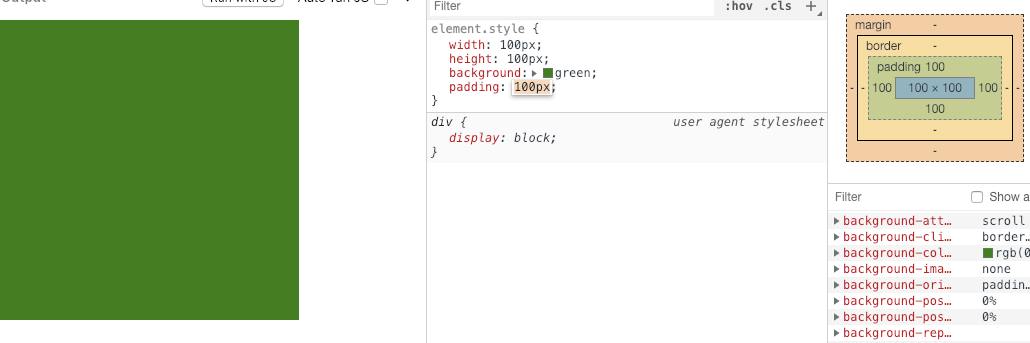 Output Run with JS Auto-run JS
Filter :hov .cls +
element.style {
width: 100px;
height: 100px;
background: green;
padding: 100px;
}
div { user agent stylesheet
display: block;
}
margin -
border -
padding 100
- - 100 100 × 100 100 - -
100
-
-
Filter Show a
background-att… scroll
background-cli… border…
background-col… rgb(0
background-ima… none
background-ori… paddin…
background-pos… 0%
background-pos… 0%
background-rep…